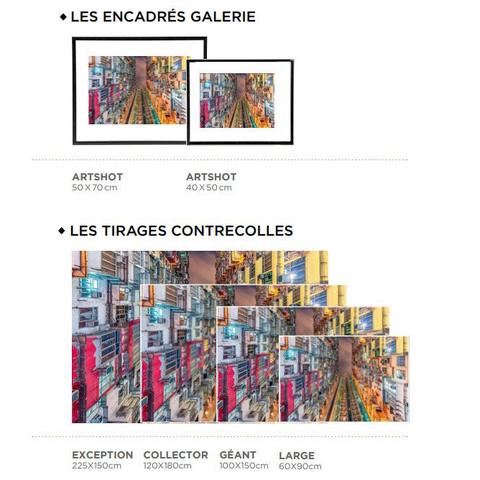 LES ENCADRÉS GALERIE
ARTSHOT ARTSHOT
50 X 70 cm 40 X 50 cm
LES TIRAGES CONTRECOLLES
EXCEPTION COLLECTOR GÉANT LARGE
225X150cm 120X180cm 100X150cm 60X90cm